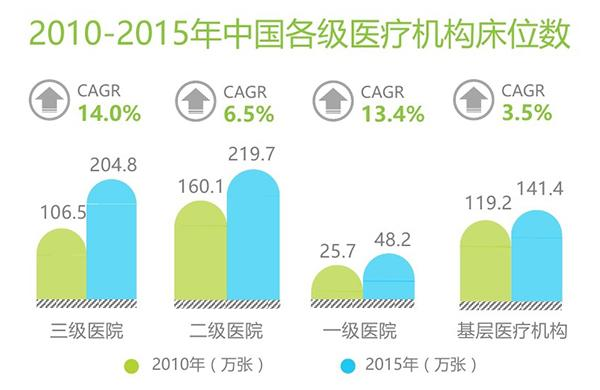 2010-2015年中国各级医疗机构床位数
CAGR
14.0%
CAGR
6.5%
CAGR
13.4%
CAGR
3.5%
106.5
204.8
160.1
219.7
25.7
48.2
119.2
141.4
三级医院
二级医院
一级医院
基层医疗机构
2010年（万张）
2015年（万张）